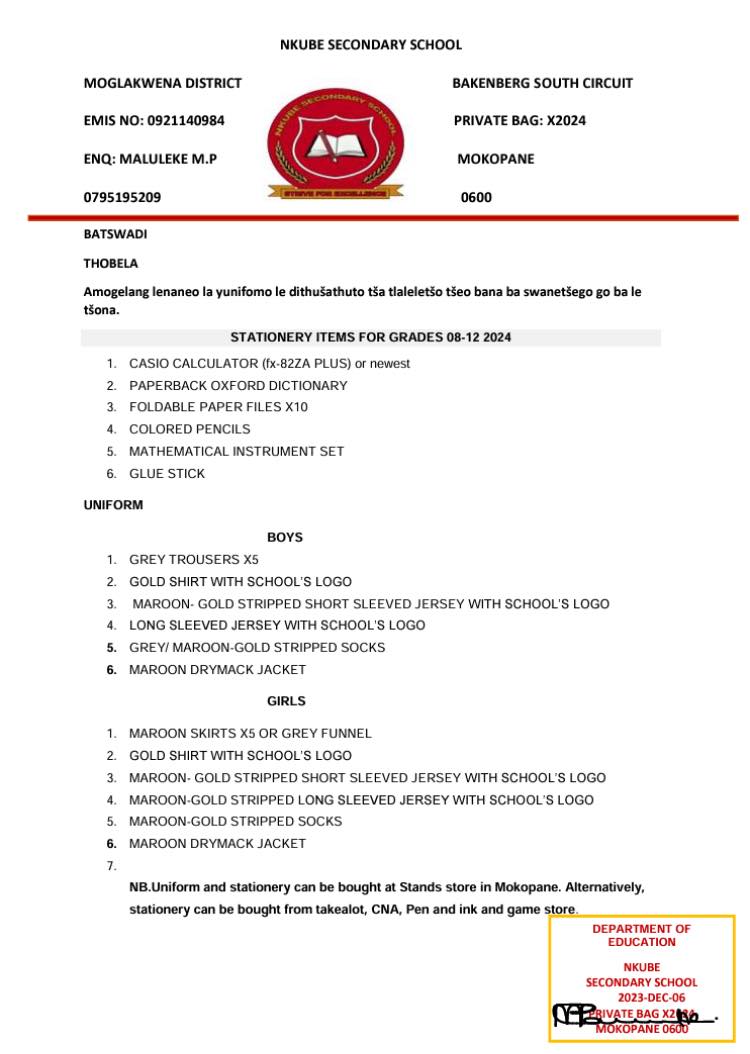 NKUBE SECONDARY SCHOOL
MOGLAKWENA DISTRICT
BAKENBERG SOUTH CIRCUIT
EMIS NO: 0921140984
PRIVATE BAG: X2024
ENQ: MALULEKE M.P
MOKOPANE
0795195209
0600
NKUBE SECONDARY SCHOOL
STRIVE FOR EXCELLENCE
BATSWADI
THOBELA
Amogelang lenaneo la yunifomo le dithušathuto tša tlaleletšo tšeo bana ba swanetšego go ba le
tšona.
STATIONERY ITEMS FOR GRADES 08-12 2024
1. CASIO CALCULATOR (fx-82ZA PLUS) or newest
2. PAPERBACK OXFORD DICTIONARY
3. FOLDABLE PAPER FILES X10
4. COLORED PENCILS
5. MATHEMATICAL INSTRUMENT SET
6. GLUE STICK
UNIFORM
BOYS
1. GREY TROUSERS X5
2. GOLD SHIRT WITH SCHOOL'S LOGO
3. MAROON- GOLD STRIPPED SHORT SLEEVED JERSEY WITH SCHOOL'S LOGO
4. LONG SLEEVED JERSEY WITH SCHOOL'S LOGO
5. GREY/ MAROON-GOLD STRIPPED SOCKS
6. MAROON DRYMACK JACKET
GIRLS
1. MAROON SKIRTS X5 OR GREY FUNNEL
2. GOLD SHIRT WITH SCHOOL'S LOGO
3. MAROON- GOLD STRIPPED SHORT SLEEVED JERSEY WITH SCHOOL'S LOGO
4. MAROON-GOLD STRIPPED LONG SLEEVED JERSEY WITH SCHOOL'S LOGO
5. MAROON-GOLD STRIPPED SOCKS
6. MAROON DRYMACK JACKET
7.
NB.Uniform and stationery can be bought at Stands store in Mokopane. Alternatively,
stationery can be bought from takealot, CNA, Pen and ink and game store.
DEPARTMENT OF
EDUCATION
NKUBE
SECONDARY SCHOOL
2023-DEC-06
PRIVATE BAG X2024
MOKOPANE 0600